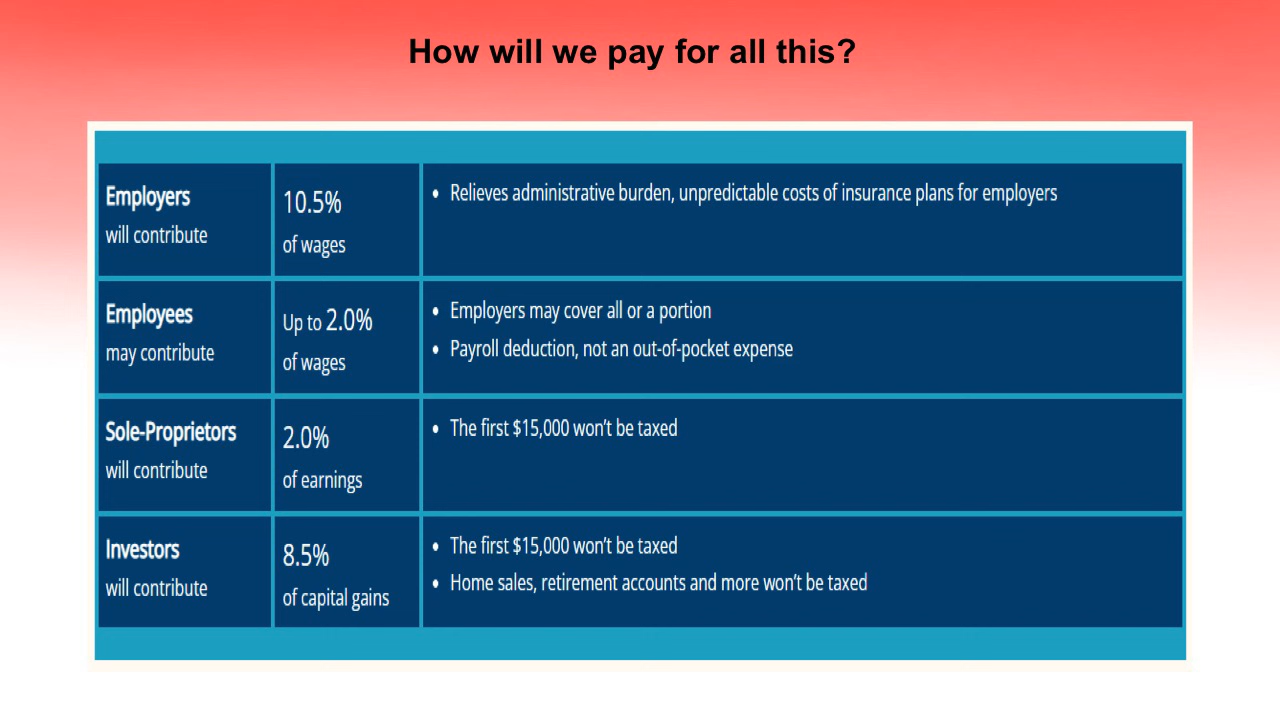 How will we pay for all this?
Employers
will contribute
10.5%
of wages
• Relieves administrative burden, unpredictable costs of insurance plans for employers
Employees
may contribute
Up to 2.0%
of wages
• Employers may cover all or a portion
• Payroll deduction, not an out-of-pocket expense
Sole-Proprietors
will contribute
2.0%
of earnings
• The first $15,000 won’t be taxed
Investors
will contribute
8.5%
of capital gains
• The first $15,000 won’t be taxed
• Home sales, retirement accounts and more won’t be taxed